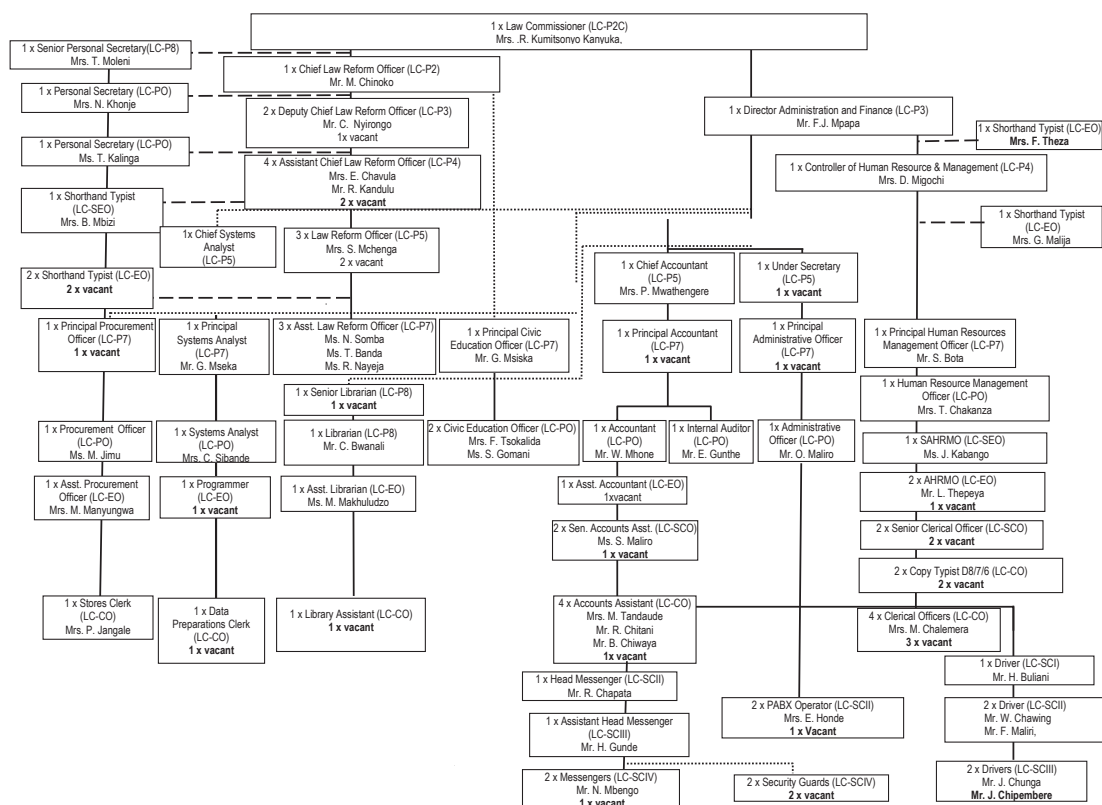 1 x Law Commissioner (LC-P2C)
Mrs. .R. Kumitsonyo Kanyuka,
1 x Senior Personal Secretary(LC-P8)
Mrs. T. Moleni
1 x Chief Law Reform Officer (LC-P2)
Mr. M. Chinoko
1 x Personal Secretary (LC-PO)
Mrs. N. Khonje
2 x Deputy Chief Law Reform Officer (LC-P3)
Mr. C. Nyirongo
1x vacant
1 x Director Administration and Finance (LC-P3)
Mr. F.J. Mpapa
1 x Shorthand Typist (LC-EO)
Mrs. F. Theza
1 x Personal Secretary (LC-PO)
Ms. T. Kalinga
4 x Assistant Chief Law Reform Officer (LC-P4)
Mrs. E. Chavula
Mr. R. Kandulu
2 x vacant
1 x Controller of Human Resource & Management (LC-P4)
Mrs. D. Migochi
1 x Shorthand Typist
(LC-SEO)
Mrs. B. Mbizi
1 x Shorthand Typist
(LC-EO)
Mrs. G. Malija
1x Chief Systems
Analyst
(LC-P5)
3 x Law Reform Officer (LC-P5)
Mrs. S. Mchenga
2 x vacant
1 x Chief Accountant
(LC-P5)
Mrs. P. Mwathengere
1 x Under Secretary
(LC-P5)
1 x vacant
2 x Shorthand Typist (LC-EO)
2 x vacant
1 x Principal Procurement
Officer (LC-P7)
1 x vacant
1 x Principal
Systems Analyst
(LC-P7)
Mr. G. Mseka
3 x Asst. Law Reform Officer (LC-P7)
Ms. N. Somba
Ms. T. Banda
Ms. R. Nayeja
1 x Principal Civic
Education Officer (LC-P7)
Mr. G. Msiska
1 x Principal Accountant
(LC-P7)
1 x vacant
1 x Principal
Administrative Officer
(LC-P7)
1 x vacant
1 x Principal Human Resources
Management Officer (LC-P7)
Mr. S. Bota
1 x Senior Librarian (LC-P8)
1 x vacant
1 x Human Resource Management
Officer (LC-PO)
Mrs. T. Chakanza
1 x Procurement Officer
(LC-PO)
Ms. M. Jimu
1 x Systems Analyst
(LC-PO)
Mrs. C. Sibande
1 x Librarian (LC-P8)
Mr. C. Bwanali
2 x Civic Education Officer (LC-PO)
Mrs. F. Tsokalida
Ms. S. Gomani
1 x Accountant
(LC-PO)
Mr. W. Mhone
1 x Internal Auditor
(LC-PO)
Mr. E. Gunthe
1x Administrative
Officer (LC-PO)
Mr. O. Maliro
1 x SAHRMO (LC-SEO)
Ms. J. Kabango
1 x Asst. Procurement
Officer (LC-EO)
Mrs. M. Manyungwa
1 x Programmer
(LC-EO)
1 x vacant
1 x Asst. Librarian (LC-EO)
Ms. M. Makhuludzo
1 x Asst. Accountant (LC-EO)
1xvacant
2 x AHRMO (LC-EO)
Mr. L. Thepeya
1 x vacant
2 x Sen. Accounts Asst. (LC-SCO)
Ms. S. Maliro
1 x vacant
2 x Senior Clerical Officer (LC-SCO)
2 x vacant
2 x Copy Typist D8/7/6 (LC-CO)
2 x vacant
1 x Stores Clerk
(LC-CO)
Mrs. P. Jangale
1 x Data
Preparations Clerk
(LC-CO)
1 x vacant
1 x Library Assistant (LC-CO)
1 x vacant
4 x Accounts Assistant (LC-CO)
Mrs. M. Tandaude
Mr. R. Chitani
Mr. B. Chiwaya
1x vacant
4 x Clerical Officers (LC-CO)
Mrs. M. Chalemera
3 x vacant
1 x Driver (LC-SCI)
Mr. H. Buliani
1 x Head Messenger (LC-SCII)
Mr. R. Chapata
2 x PABX Operator (LC-SCII)
Mrs. E. Honde
1 x Vacant
2 x Driver (LC-SCII)
Mr. W. Chawing
Mr. F. Maliri,
1 x Assistant Head Messenger
(LC-SCIII)
Mr. H. Gunde
2 x Messengers (LC-SCIV)
Mr. N. Mbengo
1 x vacant
2 x Security Guards (LC-SCIV)
2 x vacant
2 x Drivers (LC-SCIII)
Mr. J. Chunga
Mr. J. Chipembere